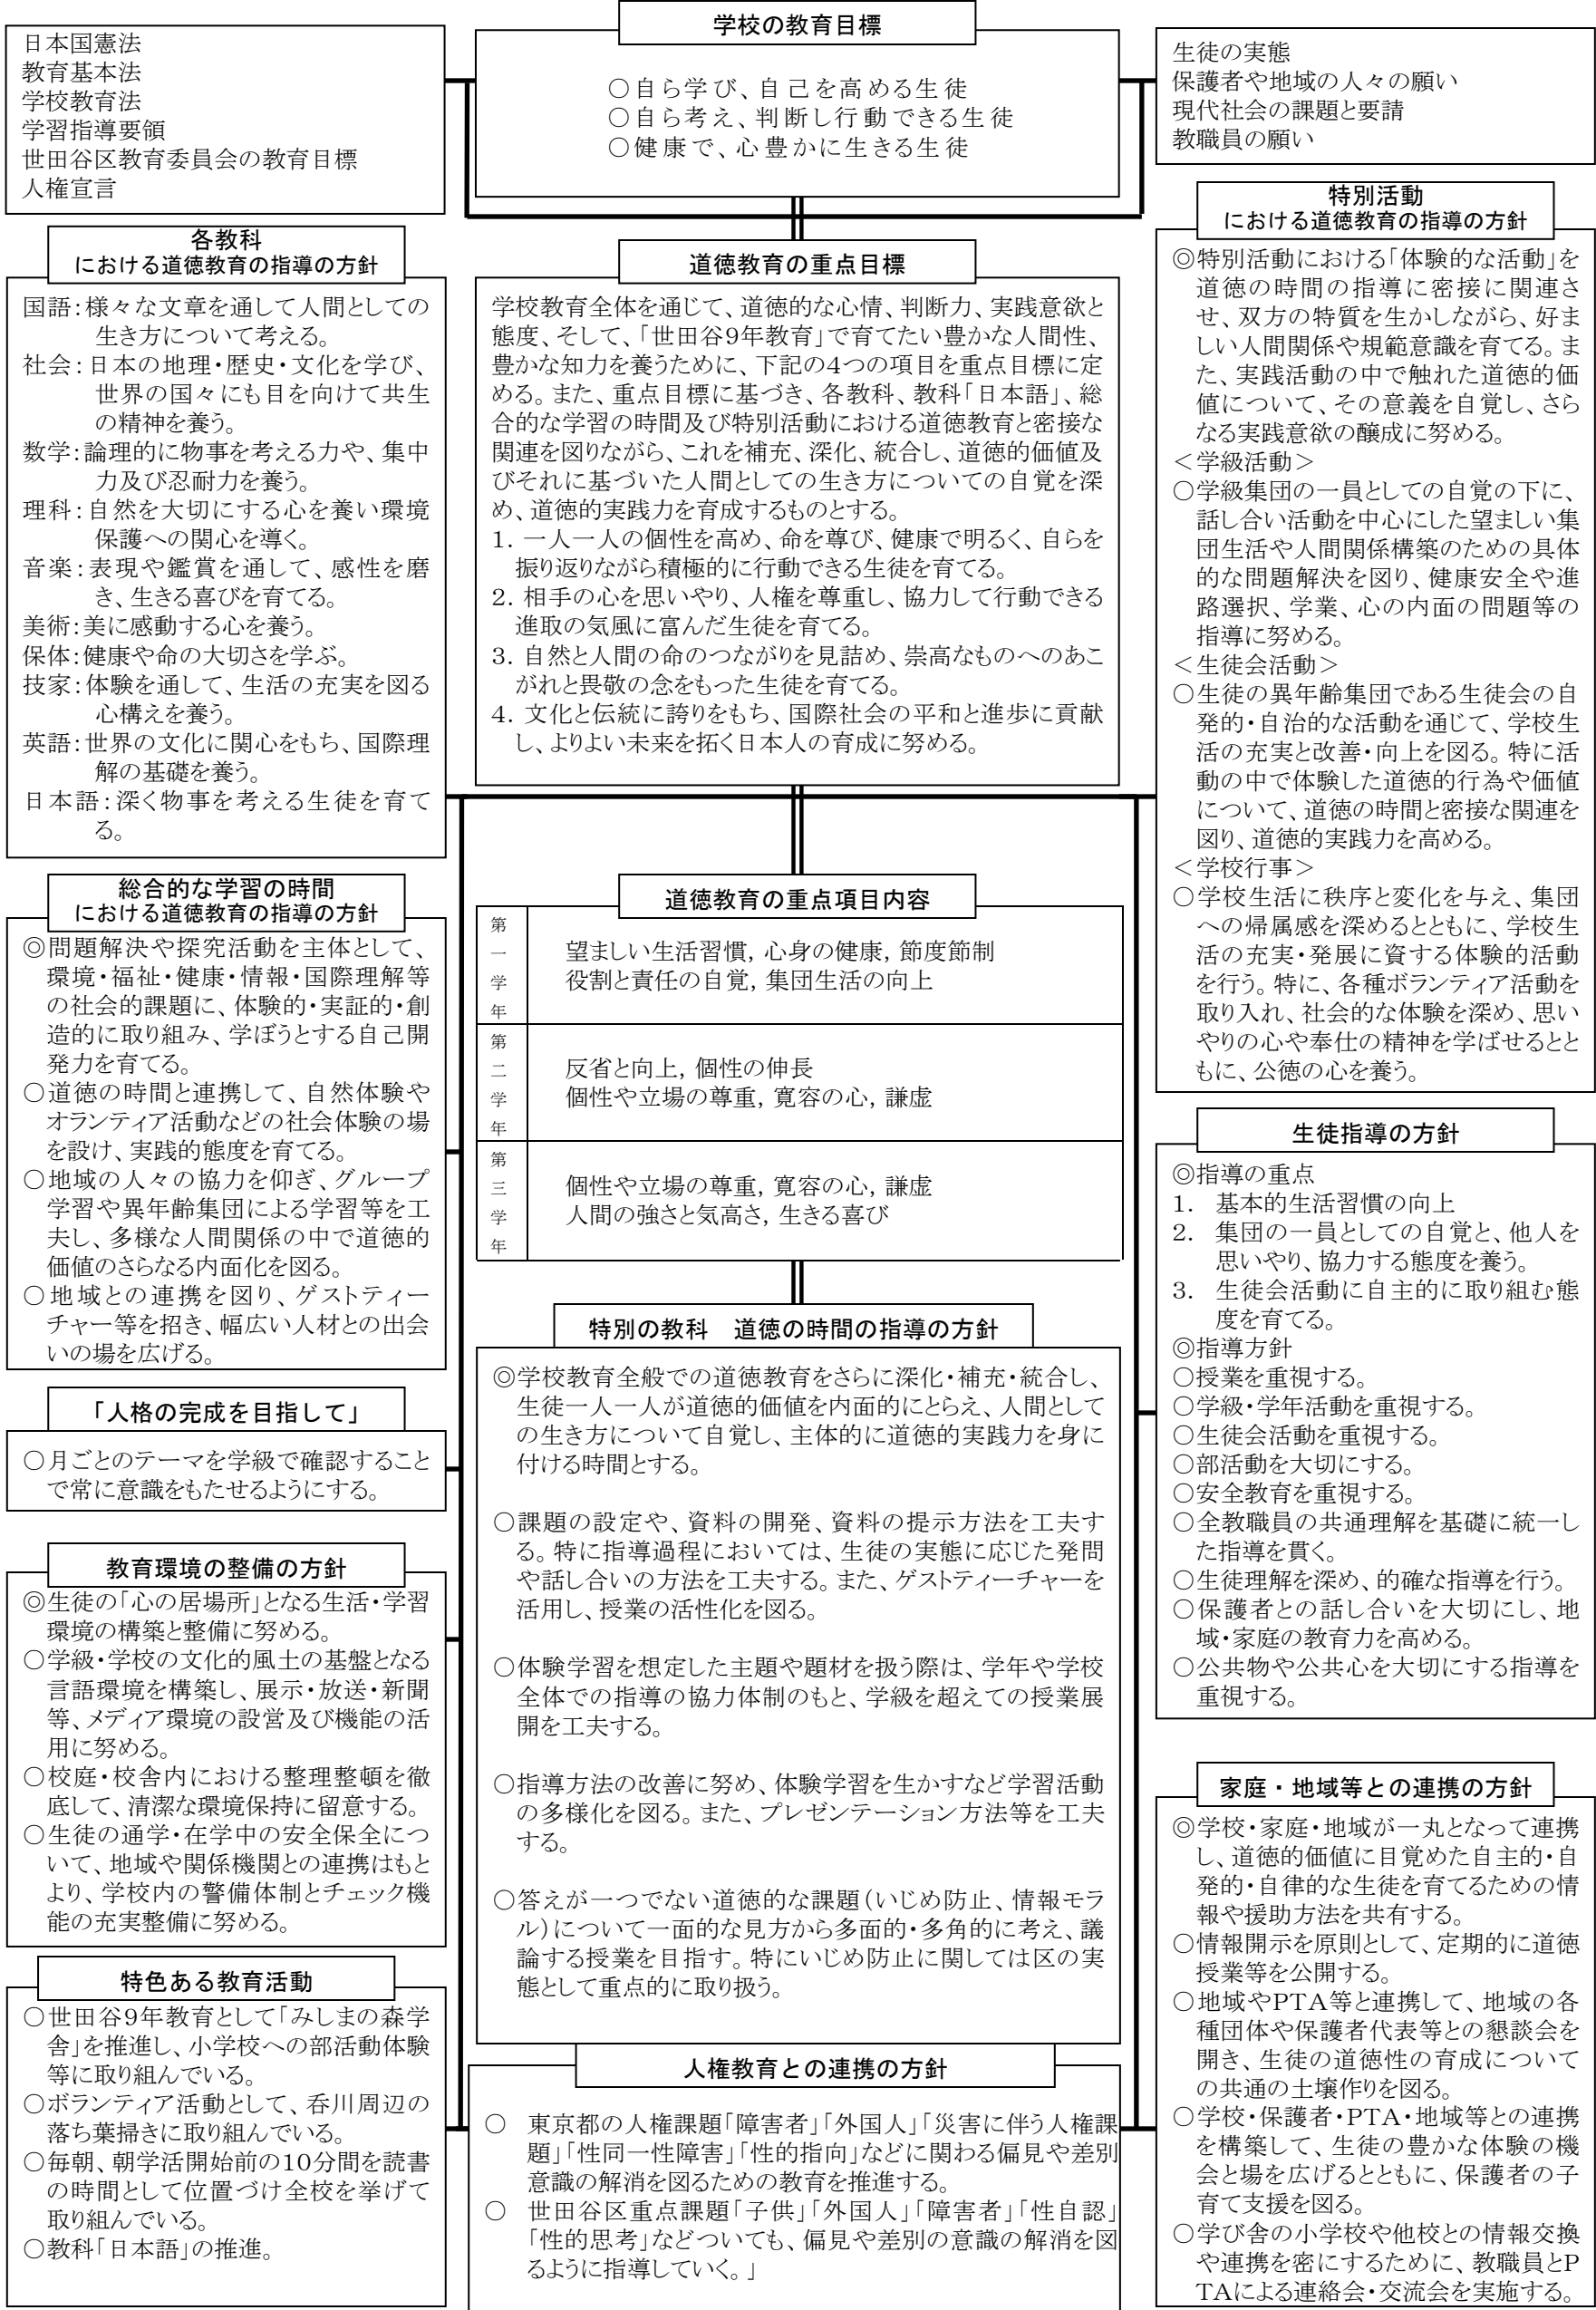 学校の教育目標
日本国憲法
教育基本法
学校教育法
学習指導要領
世田谷区教育委員会の教育目標
人権宣言
○自ら学び、自己を高める生徒
○自ら考え、判断し行動できる生徒
○健康で、心豊かに生きる生徒
生徒の実態
保護者や地域の人々の願い
現代社会の課題と要請
教職員の願い
各教科
における道徳教育の指導の方針
国語:様々な文章を通して人間としての
生き方について考える。
社会:日本の地理・歴史・文化を学び、
世界の国々にも目を向けて共生
の精神を養う。
数学:論理的に物事を考える力や、集中
力及び忍耐力を養う。
理科:自然を大切にする心を養い環境
保護への関心を導く。
音楽:表現や鑑賞を通して、感性を磨
き、生きる喜びを育てる。
美術:美に感動する心を養う。
保体:健康や命の大切さを学ぶ。
技家:体験を通して、生活の充実を図る
心構えを養う。
英語:世界の文化に関心をもち、国際理
解の基礎を養う。
日本語:深く物事を考える生徒を育て
る。
道徳教育の重点目標
学校教育全体を通じて、道徳的な心情、判断力、実践意欲と
態度、そして、「世田谷9年教育」で育てたい豊かな人間性、
豊かな知力を養うために、下記の4つの項目を重点目標に定
める。また、重点目標に基づき、各教科、教科「日本語」、総
合的な学習の時間及び特別活動における道徳教育と密接な
関連を図りながら、これを補充、深化、統合し、道徳的価値及
びそれに基づいた人間としての生き方についての自覚を深
め、道徳的実践力を育成するものとする。
1. 一人一人の個性を高め、命を尊び、健康で明るく、自らを
振り返りながら積極的に行動できる生徒を育てる。
2. 相手の心を思いやり、人権を尊重し、協力して行動できる
進取の気風に富んだ生徒を育てる。
3. 自然と人間の命のつながりを見詰め、崇高なものへのあこ
がれと畏敬の念をもった生徒を育てる。
4. 文化と伝統に誇りをもち、国際社会の平和と進歩に貢献
し、よりよい未来を拓く日本人の育成に努める。
特別活動
における道徳教育の指導の方針
◎特別活動における「体験的な活動」を
道徳の時間の指導に密接に関連さ
せ、双方の特質を生かしながら、好ま
しい人間関係や規範意識を育てる。ま
た、実践活動の中で触れた道徳的価
値について、その意義を自覚し、さら
なる実践意欲の醸成に努める。
＜学級活動＞
○学級集団の一員としての自覚の下に、
話し合い活動を中心にした望ましい集
団生活や人間関係構築のための具体
的な問題解決を図り、健康安全や進
路選択、学業、心の内面の問題等の
指導に努める。
＜生徒会活動＞
○生徒の異年齢集団である生徒会の自
発的・自治的な活動を通じて、学校生
活の充実と改善・向上を図る。特に活
動の中で体験した道徳的行為や価値
について、道徳の時間と密接な関連を
図り、道徳的実践力を高める。
＜学校行事＞
○学校生活に秩序と変化を与え、集団
への帰属感を深めるとともに、学校生
活の充実・発展に資する体験的活動
を行う。特に、各種ボランティア活動を
取り入れ、社会的な体験を深め、思い
やりの心や奉仕の精神を学ばせるとと
もに、公徳の心を養う。
総合的な学習の時間
における道徳教育の指導の方針
◎問題解決や探究活動を主体として、
環境・福祉・健康・情報・国際理解等
の社会的課題に、体験的・実証的・創
造的に取り組み、学ぼうとする自己開
発力を育てる。
○道徳の時間と連携して、自然体験や
オランティア活動などの社会体験の場
を設け、実践的態度を育てる。
○地域の人々の協力を仰ぎ、グループ
学習や異年齢集団による学習等を工
夫し、多様な人間関係の中で道徳的
価値のさらなる内面化を図る。
○地域との連携を図り、ゲストティー
チャー等を招き、幅広い人材との出会
いの場を広げる。
道徳教育の重点項目内容
第一学年
望ましい生活習慣, 心身の健康, 節度節制
役割と責任の自覚, 集団生活の向上
第二学年
反省と向上, 個性の伸長
個性や立場の尊重, 寛容の心, 謙虚
第三学年
個性や立場の尊重, 寛容の心, 謙虚
人間の強さと気高さ, 生きる喜び
生徒指導の方針
◎指導の重点
1. 基本的生活習慣の向上
2. 集団の一員としての自覚と、他人を
思いやり、協力する態度を養う。
3. 生徒会活動に自主的に取り組む態
度を育てる。
◎指導方針
○授業を重視する。
○学級・学年活動を重視する。
○生徒会活動を重視する。
○部活動を大切にする。
○安全教育を重視する。
○全教職員の共通理解を基礎に統一し
た指導を貫く。
○生徒理解を深め、的確な指導を行う。
○保護者との話し合いを大切にし、地
域・家庭の教育力を高める。
○公共物や公共心を大切にする指導を
重視する。
「人格の完成を目指して」
○月ごとのテーマを学級で確認すること
で常に意識をもたせるようにする。
特別の教科　道徳の時間の指導の方針
◎学校教育全般での道徳教育をさらに深化・補充・統合し、
生徒一人一人が道徳的価値を内面的にとらえ、人間として
の生き方について自覚し、主体的に道徳的実践力を身に
付ける時間とする。
○課題の設定や、資料の開発、資料の提示方法を工夫す
る。特に指導過程においては、生徒の実態に応じた発問
や話し合いの方法を工夫する。また、ゲストティーチャーを
活用し、授業の活性化を図る。
○体験学習を想定した主題や題材を扱う際は、学年や学校
全体での指導の協力体制のもと、学級を超えての授業展
開を工夫する。
○指導方法の改善に努め、体験学習を生かすなど学習活動
の多様化を図る。また、プレゼンテーション方法等を工夫
する。
○答えが一つでない道徳的な課題(いじめ防止、情報モラ
ル)について一面的な見方から多面的・多角的に考え、議
論する授業を目指す。特にいじめ防止に関しては区の実
態として重点的に取り扱う。
教育環境の整備の方針
◎生徒の「心の居場所」となる生活・学習
環境の構築と整備に努める。
○学級・学校の文化的風土の基盤となる
言語環境を構築し、展示・放送・新聞
等、メディア環境の設営及び機能の活
用に努める。
○校庭・校舎内における整理整頓を徹
底して、清潔な環境保持に留意する。
○生徒の通学・在学中の安全保全につ
いて、地域や関係機関との連携はもと
より、学校内の警備体制とチェック機
能の充実整備に努める。
家庭・地域等との連携の方針
◎学校・家庭・地域が一丸となって連携
し、道徳的価値に目覚めた自主的・自
発的・自律的な生徒を育てるための情
報や援助方法を共有する。
○情報開示を原則として、定期的に道徳
授業等を公開する。
○地域やPTA等と連携して、地域の各
種団体や保護者代表等との懇談会を
開き、生徒の道徳性の育成について
の共通の土壌作りを図る。
○学校・保護者・PTA・地域等との連携
を構築して、生徒の豊かな体験の機
会と場を広げるとともに、保護者の子
育て支援を図る。
○学び舎の小学校や他校との情報交換
や連携を密にするために、教職員とP
TAによる連絡会・交流会を実施する。
特色ある教育活動
○世田谷9年教育として「みしまの森学
舎」を推進し、小学校への部活動体験
等に取り組んでいる。
○ボランティア活動として、呑川周辺の
落ち葉掃きに取り組んでいる。
○毎朝、朝学活開始前の10分間を読書
の時間として位置づけ全校を挙げて
取り組んでいる。
○教科「日本語」の推進。
人権教育との連携の方針
○　東京都の人権課題「障害者」「外国人」「災害に伴う人権課
題」「性同一性障害」「性的指向」などに関わる偏見や差別
意識の解消を図るための教育を推進する。
○　世田谷区重点課題「子供」「外国人」「障害者」「性自認」
「性的思考」などついても、偏見や差別の意識の解消を図
るように指導していく。」